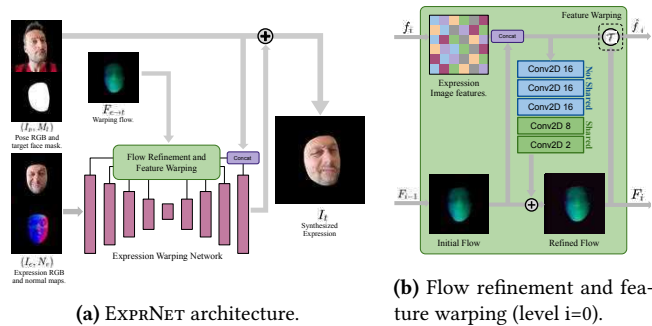 {I_p, M_t}
Pose RGB and
target face mask.
{I_e, N_e}
Expression RGB
and normal maps.
F_{e→t}
Warping flow.
Flow Refinement and
Feature Warping
Concat
Expression Warping Network
I_t
Synthesized
Expression
(a) EXPRNET architecture.
Feature Warping
f_i
Concat
𝒯
f̂_i
Expression
Image features.
Conv2D 16
Conv2D 16
Conv2D 16
Not Shared
Conv2D 8
Conv2D 2
Shared
F_{i−1}
F_i
Initial Flow
Refined Flow
(b) Flow refinement and fea-
ture warping (level i=0).